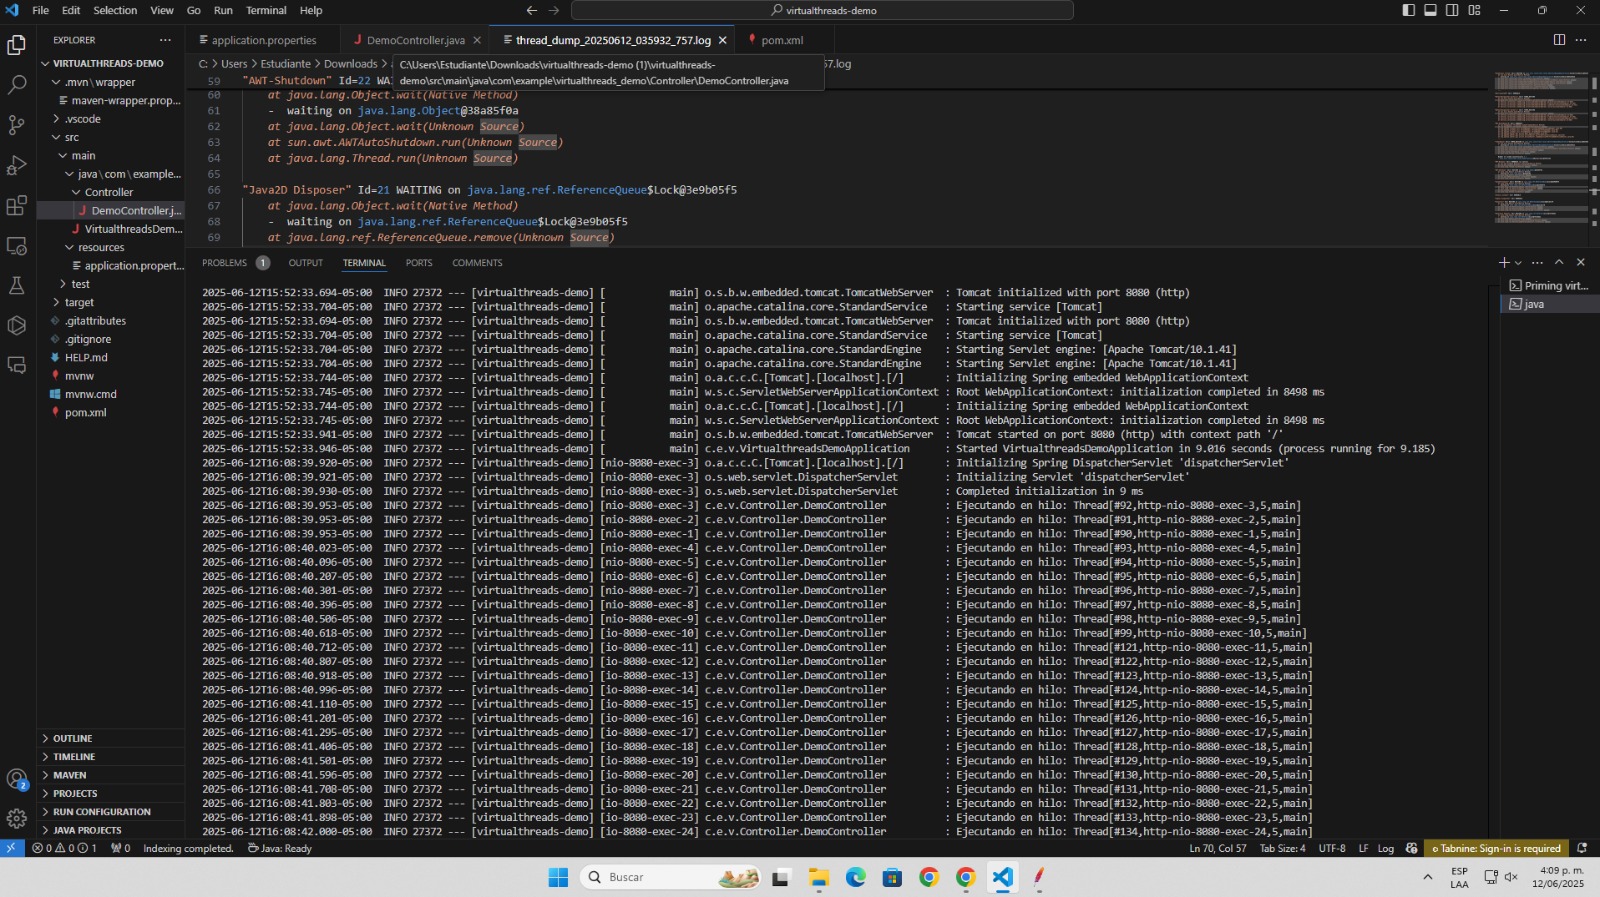 File Edit Selection View Go Run Terminal Help
virtualthreads-demo
EXPLORER
VIRTUALTHREADS-DEMO
.mvn \ wrapper
maven-wrapper.prop...
.vscode
src
main
java \ com \ example...
Controller
DemoController.j...
VirtualthreadsDem...
resources
application.propert...
test
target
.gitattributes
.gitignore
HELP.md
mvnw
mvnw.cmd
pom.xml
OUTLINE
TIMELINE
MAVEN
PROJECTS
RUN CONFIGURATION
JAVA PROJECTS
application.properties
DemoController.java
thread_dump_20250612_035932_757.log
pom.xml
C: > Users > Estudiante > Downloads >
57.log
C:\Users\Estudiante\Downloads\virtualthreads-demo (1)\virtualthreads-
demo\src\main\java\com\example\virtualthreads_demo\Controller\DemoController.java
59 "AWT-Shutdown" Id=22 WA
60 at java.lang.Object.wait(Native Method)
61 - waiting on java.lang.Object@38a85f0a
62 at java.lang.Object.wait(Unknown Source)
63 at sun.awt.AWTAutoShutdown.run(Unknown Source)
64 at java.lang.Thread.run(Unknown Source)
65
66 "Java2D Disposer" Id=21 WAITING on java.lang.ref.ReferenceQueue$Lock@3e9b05f5
67 at java.lang.Object.wait(Native Method)
68 - waiting on java.lang.ref.ReferenceQueue$Lock@3e9b05f5
69 at java.lang.ref.ReferenceQueue.remove(Unknown Source)
PROBLEMS 1 OUTPUT TERMINAL PORTS COMMENTS
Priming virt...
java
2025-06-12T15:52:33.694-05:00 INFO 27372 --- [virtualthreads-demo] [ main] o.s.b.w.embedded.tomcat.TomcatWebServer : Tomcat initialized with port 8080 (http)
2025-06-12T15:52:33.704-05:00 INFO 27372 --- [virtualthreads-demo] [ main] o.apache.catalina.core.StandardService : Starting service [Tomcat]
2025-06-12T15:52:33.694-05:00 INFO 27372 --- [virtualthreads-demo] [ main] o.s.b.w.embedded.tomcat.TomcatWebServer : Tomcat initialized with port 8080 (http)
2025-06-12T15:52:33.704-05:00 INFO 27372 --- [virtualthreads-demo] [ main] o.apache.catalina.core.StandardService : Starting service [Tomcat]
2025-06-12T15:52:33.704-05:00 INFO 27372 --- [virtualthreads-demo] [ main] o.apache.catalina.core.StandardEngine : Starting Servlet engine: [Apache Tomcat/10.1.41]
2025-06-12T15:52:33.704-05:00 INFO 27372 --- [virtualthreads-demo] [ main] o.apache.catalina.core.StandardEngine : Starting Servlet engine: [Apache Tomcat/10.1.41]
2025-06-12T15:52:33.744-05:00 INFO 27372 --- [virtualthreads-demo] [ main] o.a.c.c.C.[Tomcat].[localhost].[/] : Initializing Spring embedded WebApplicationContext
2025-06-12T15:52:33.745-05:00 INFO 27372 --- [virtualthreads-demo] [ main] w.s.c.ServletWebServerApplicationContext : Root WebApplicationContext: initialization completed in 8498 ms
2025-06-12T15:52:33.744-05:00 INFO 27372 --- [virtualthreads-demo] [ main] o.a.c.c.C.[Tomcat].[localhost].[/] : Initializing Spring embedded WebApplicationContext
2025-06-12T15:52:33.745-05:00 INFO 27372 --- [virtualthreads-demo] [ main] w.s.c.ServletWebServerApplicationContext : Root WebApplicationContext: initialization completed in 8498 ms
2025-06-12T15:52:33.941-05:00 INFO 27372 --- [virtualthreads-demo] [ main] o.s.b.w.embedded.tomcat.TomcatWebServer : Tomcat started on port 8080 (http) with context path '/'
2025-06-12T15:52:33.946-05:00 INFO 27372 --- [virtualthreads-demo] [ main] c.e.v.VirtualthreadsDemoApplication : Started VirtualthreadsDemoApplication in 9.016 seconds (process running for 9.185)
2025-06-12T16:08:39.920-05:00 INFO 27372 --- [virtualthreads-demo] [nio-8080-exec-3] o.a.c.c.C.[Tomcat].[localhost].[/] : Initializing Spring DispatcherServlet 'dispatcherServlet'
2025-06-12T16:08:39.921-05:00 INFO 27372 --- [virtualthreads-demo] [nio-8080-exec-3] o.s.web.servlet.DispatcherServlet : Initializing Servlet 'dispatcherServlet'
2025-06-12T16:08:39.930-05:00 INFO 27372 --- [virtualthreads-demo] [nio-8080-exec-3] o.s.web.servlet.DispatcherServlet : Completed initialization in 9 ms
2025-06-12T16:08:39.953-05:00 INFO 27372 --- [virtualthreads-demo] [nio-8080-exec-3] c.e.v.Controller.DemoController : Ejecutando en hilo: Thread[#92,http-nio-8080-exec-3,5,main]
2025-06-12T16:08:39.953-05:00 INFO 27372 --- [virtualthreads-demo] [nio-8080-exec-2] c.e.v.Controller.DemoController : Ejecutando en hilo: Thread[#91,http-nio-8080-exec-2,5,main]
2025-06-12T16:08:39.953-05:00 INFO 27372 --- [virtualthreads-demo] [nio-8080-exec-1] c.e.v.Controller.DemoController : Ejecutando en hilo: Thread[#90,http-nio-8080-exec-1,5,main]
2025-06-12T16:08:40.023-05:00 INFO 27372 --- [virtualthreads-demo] [nio-8080-exec-4] c.e.v.Controller.DemoController : Ejecutando en hilo: Thread[#93,http-nio-8080-exec-4,5,main]
2025-06-12T16:08:40.096-05:00 INFO 27372 --- [virtualthreads-demo] [nio-8080-exec-5] c.e.v.Controller.DemoController : Ejecutando en hilo: Thread[#94,http-nio-8080-exec-5,5,main]
2025-06-12T16:08:40.207-05:00 INFO 27372 --- [virtualthreads-demo] [nio-8080-exec-6] c.e.v.Controller.DemoController : Ejecutando en hilo: Thread[#95,http-nio-8080-exec-6,5,main]
2025-06-12T16:08:40.301-05:00 INFO 27372 --- [virtualthreads-demo] [nio-8080-exec-7] c.e.v.Controller.DemoController : Ejecutando en hilo: Thread[#96,http-nio-8080-exec-7,5,main]
2025-06-12T16:08:40.396-05:00 INFO 27372 --- [virtualthreads-demo] [nio-8080-exec-8] c.e.v.Controller.DemoController : Ejecutando en hilo: Thread[#97,http-nio-8080-exec-8,5,main]
2025-06-12T16:08:40.506-05:00 INFO 27372 --- [virtualthreads-demo] [nio-8080-exec-9] c.e.v.Controller.DemoController : Ejecutando en hilo: Thread[#98,http-nio-8080-exec-9,5,main]
2025-06-12T16:08:40.618-05:00 INFO 27372 --- [virtualthreads-demo] [io-8080-exec-10] c.e.v.Controller.DemoController : Ejecutando en hilo: Thread[#99,http-nio-8080-exec-10,5,main]
2025-06-12T16:08:40.712-05:00 INFO 27372 --- [virtualthreads-demo] [io-8080-exec-11] c.e.v.Controller.DemoController : Ejecutando en hilo: Thread[#121,http-nio-8080-exec-11,5,main]
2025-06-12T16:08:40.807-05:00 INFO 27372 --- [virtualthreads-demo] [io-8080-exec-12] c.e.v.Controller.DemoController : Ejecutando en hilo: Thread[#122,http-nio-8080-exec-12,5,main]
2025-06-12T16:08:40.918-05:00 INFO 27372 --- [virtualthreads-demo] [io-8080-exec-13] c.e.v.Controller.DemoController : Ejecutando en hilo: Thread[#123,http-nio-8080-exec-13,5,main]
2025-06-12T16:08:40.996-05:00 INFO 27372 --- [virtualthreads-demo] [io-8080-exec-14] c.e.v.Controller.DemoController : Ejecutando en hilo: Thread[#124,http-nio-8080-exec-14,5,main]
2025-06-12T16:08:41.110-05:00 INFO 27372 --- [virtualthreads-demo] [io-8080-exec-15] c.e.v.Controller.DemoController : Ejecutando en hilo: Thread[#125,http-nio-8080-exec-15,5,main]
2025-06-12T16:08:41.201-05:00 INFO 27372 --- [virtualthreads-demo] [io-8080-exec-16] c.e.v.Controller.DemoController : Ejecutando en hilo: Thread[#126,http-nio-8080-exec-16,5,main]
2025-06-12T16:08:41.295-05:00 INFO 27372 --- [virtualthreads-demo] [io-8080-exec-17] c.e.v.Controller.DemoController : Ejecutando en hilo: Thread[#127,http-nio-8080-exec-17,5,main]
2025-06-12T16:08:41.406-05:00 INFO 27372 --- [virtualthreads-demo] [io-8080-exec-18] c.e.v.Controller.DemoController : Ejecutando en hilo: Thread[#128,http-nio-8080-exec-18,5,main]
2025-06-12T16:08:41.501-05:00 INFO 27372 --- [virtualthreads-demo] [io-8080-exec-19] c.e.v.Controller.DemoController : Ejecutando en hilo: Thread[#129,http-nio-8080-exec-19,5,main]
2025-06-12T16:08:41.596-05:00 INFO 27372 --- [virtualthreads-demo] [io-8080-exec-20] c.e.v.Controller.DemoController : Ejecutando en hilo: Thread[#130,http-nio-8080-exec-20,5,main]
2025-06-12T16:08:41.708-05:00 INFO 27372 --- [virtualthreads-demo] [io-8080-exec-21] c.e.v.Controller.DemoController : Ejecutando en hilo: Thread[#131,http-nio-8080-exec-21,5,main]
2025-06-12T16:08:41.803-05:00 INFO 27372 --- [virtualthreads-demo] [io-8080-exec-22] c.e.v.Controller.DemoController : Ejecutando en hilo: Thread[#132,http-nio-8080-exec-22,5,main]
2025-06-12T16:08:41.898-05:00 INFO 27372 --- [virtualthreads-demo] [io-8080-exec-23] c.e.v.Controller.DemoController : Ejecutando en hilo: Thread[#133,http-nio-8080-exec-23,5,main]
2025-06-12T16:08:42.000-05:00 INFO 27372 --- [virtualthreads-demo] [io-8080-exec-24] c.e.v.Controller.DemoController : Ejecutando en hilo: Thread[#134,http-nio-8080-exec-24,5,main]
2
0 0 1 0 Indexing completed. Java: Ready Ln 70, Col 57 Tab Size: 4 UTF-8 LF Log Tabnine: Sign-in is required
Buscar
ESP
LAA
4:09 p. m.
12/06/2025